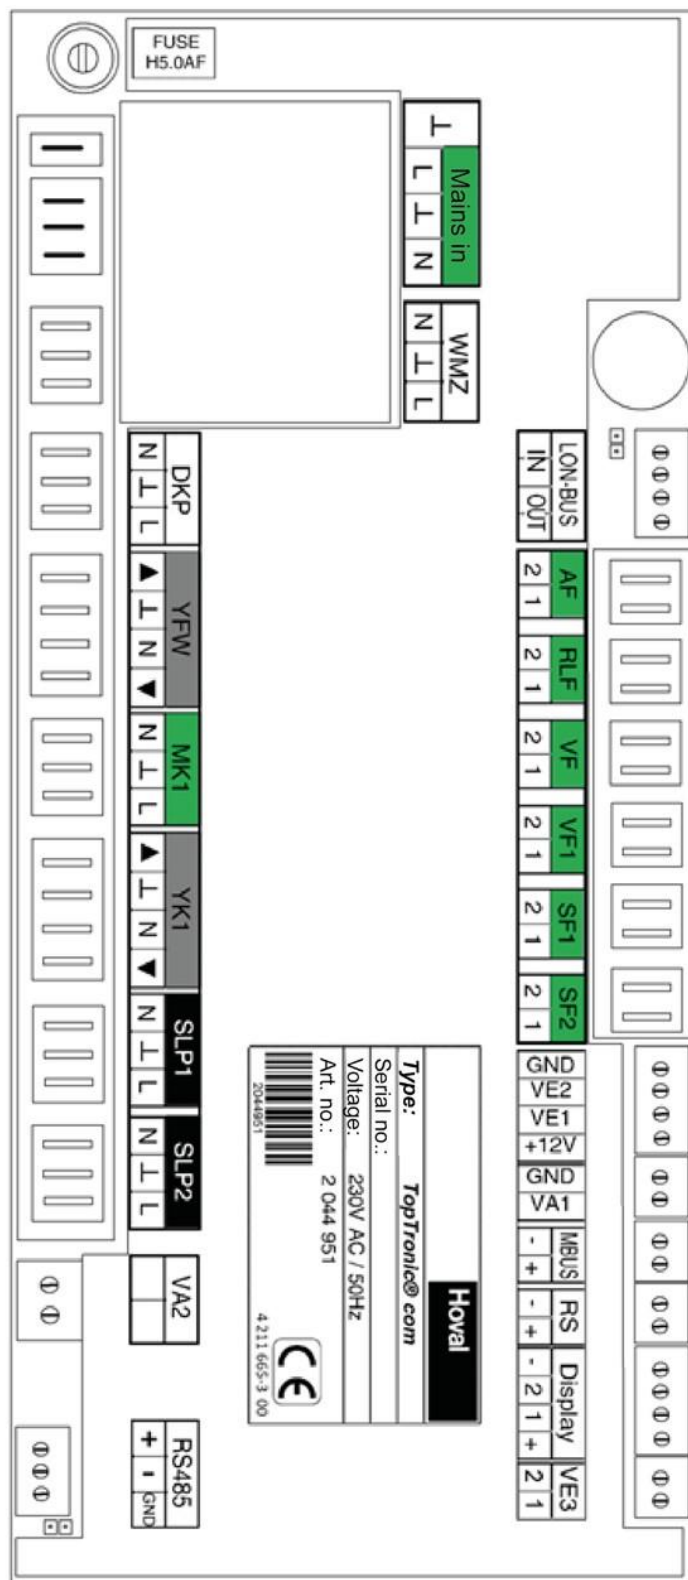 FUSE
H5.0AF
Mains in
L
N
WMZ
N
L
DKP
N
L
YFW
▲
N
▼
MK1
N
L
YK1
▲
N
▼
SLP1
N
L
SLP2
N
L
VA2
RS485
+
-
GND
LON-BUS
IN OUT
AF
2 1
RLF
2 1
VF
2 1
VF1
2 1
SF1
2 1
SF2
2 1
GND
VE2
VE1
+12V
GND
VA1
MBUS
- +
RS
- +
Display
- 2 1 +
VE3
2 1
Hoval
Type: TopTronic® com
Serial no.:
Voltage: 230V AC / 50Hz
Art. no.: 2 044 951
2044951
CE
4 211 665-3 00